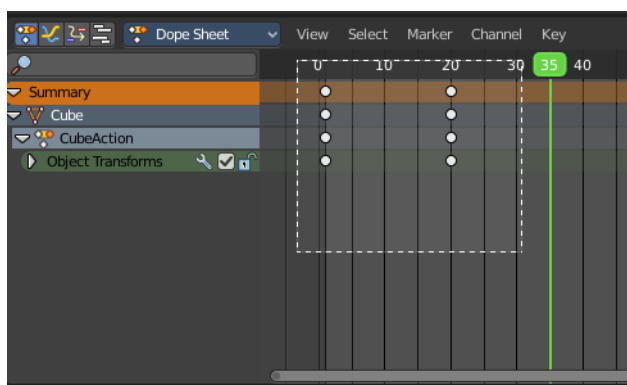 Dope Sheet View Select Marker Channel Key
0 10 20 30 35 40
Summary
Cube
CubeAction
Object Transforms